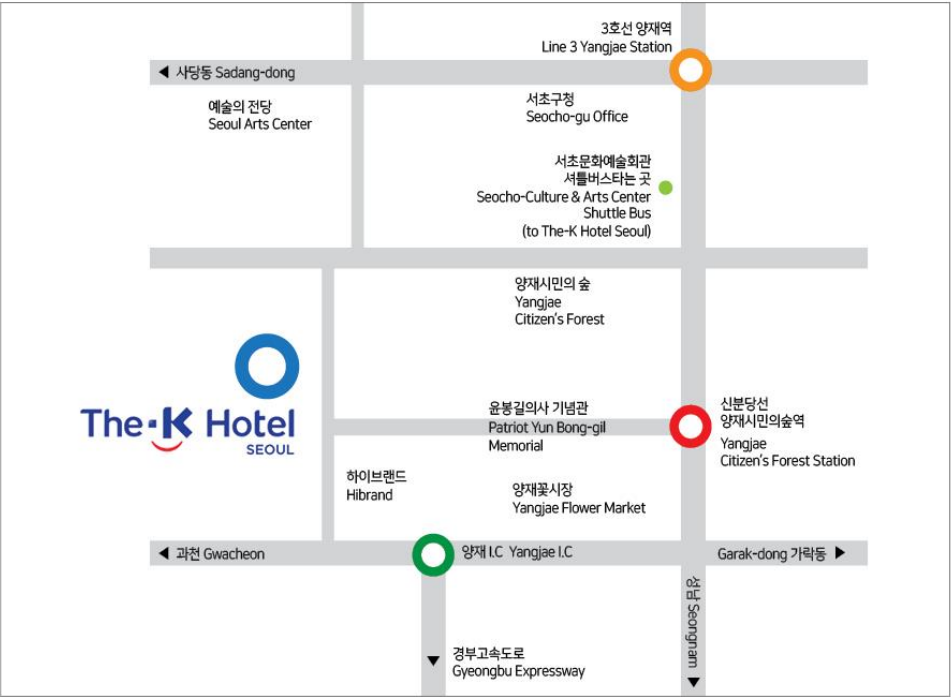 3호선 양재역
Line 3 Yangjae Station
◀ 사당동 Sadang-dong
예술의 전당
Seoul Arts Center
서초구청
Seocho-gu Office
서초문화예술회관
셔틀버스타는 곳
Seocho-Culture & Arts Center
Shuttle Bus
(to The-K Hotel Seoul)
양재시민의 숲
Yangjae
Citizen's Forest
The-K Hotel
SEOUL
윤봉길의사 기념관
Patriot Yun Bong-gil
Memorial
신분당선
양재시민의숲역
Yangjae
Citizen's Forest Station
하이브랜드
Hibrand
양재꽃시장
Yangjae Flower Market
◀ 과천 Gwacheon
양재 I.C Yangjae I.C
Garak-dong 가락동 ▶
성남 Seongnam ▶
▼ 경부고속도로
Gyeongbu Expressway